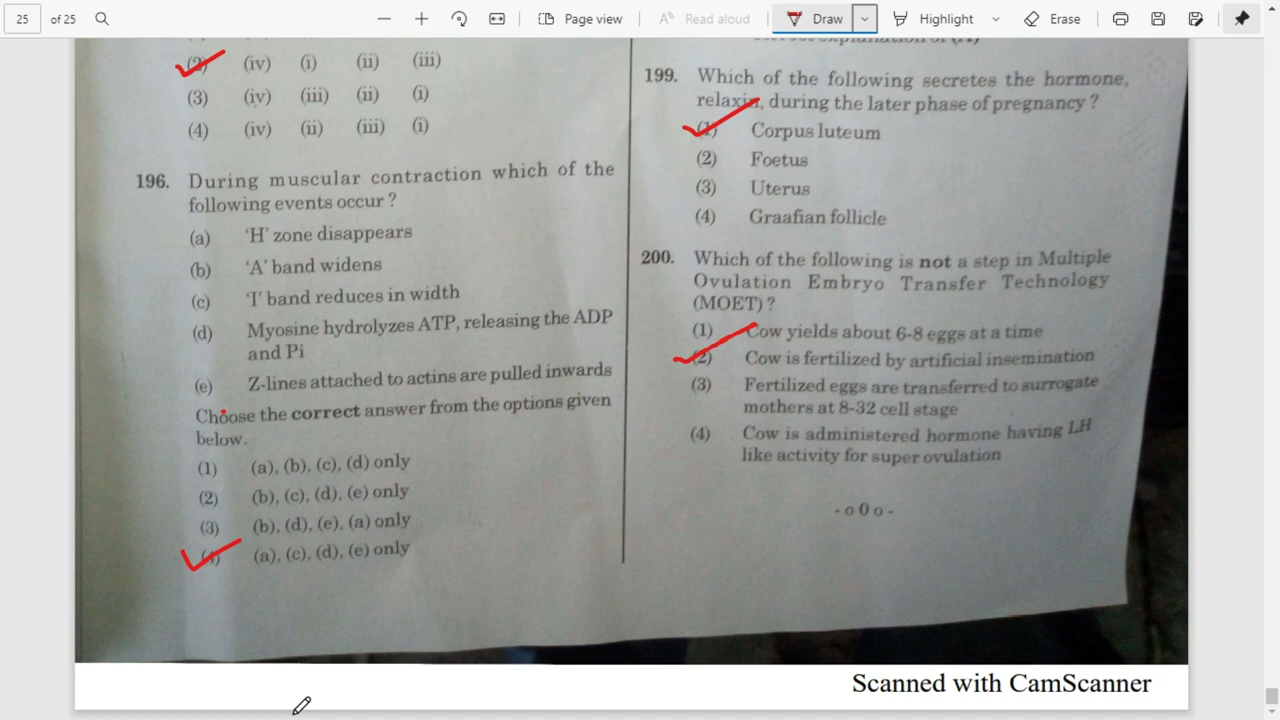 25
of 25
Page view
Read aloud
Draw
Highlight
Erase
(2) (iv) (i) (ii) (iii)
(3) (iv) (iii) (ii) (i)
(4) (iv) (ii) (iii) (i)
196. During muscular contraction which of the
following events occur ?
(a) 'H' zone disappears
(b) 'A' band widens
(c) 'I' band reduces in width
(d) Myosine hydrolyzes ATP, releasing the ADP
and Pi
(e) Z-lines attached to actins are pulled inwards
Choose the correct answer from the options given
below.
(1) (a), (b), (c), (d) only
(2) (b), (c), (d), (e) only
(3) (b), (d), (e), (a) only
(4) (a), (c), (d), (e) only
199. Which of the following secretes the hormone,
relaxin, during the later phase of pregnancy ?
(1) Corpus luteum
(2) Foetus
(3) Uterus
(4) Graafian follicle
200. Which of the following is not a step in Multiple
Ovulation Embryo Transfer Technology
(MOET) ?
(1) Cow yields about 6-8 eggs at a time
(2) Cow is fertilized by artificial insemination
(3) Fertilized eggs are transferred to surrogate
mothers at 8-32 cell stage
(4) Cow is administered hormone having LH
like activity for super ovulation
- o 0 o -
Scanned with CamScanner